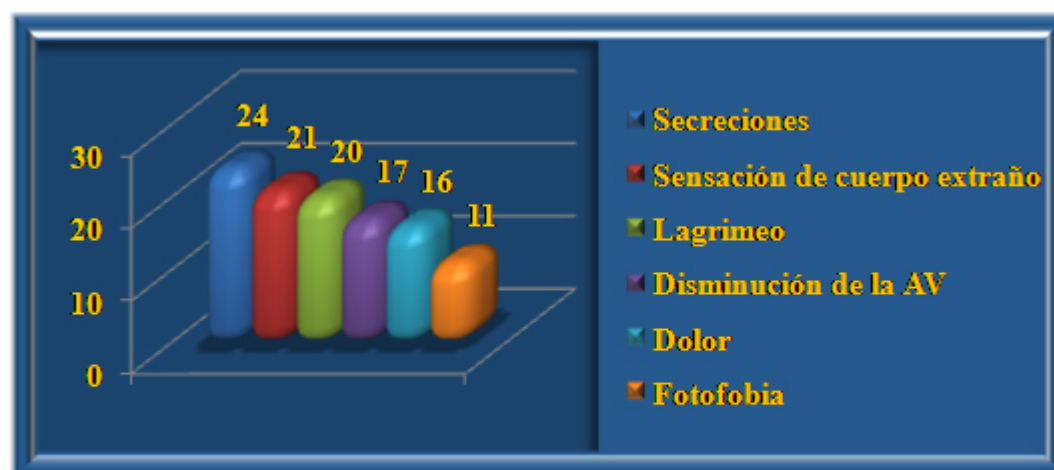 24
21
20
17
16
11
30
20
10
0
Secreciones
Sensación de cuerpo extraño
Lagrimeo
Disminución de la AV
Dolor
Fotofobia